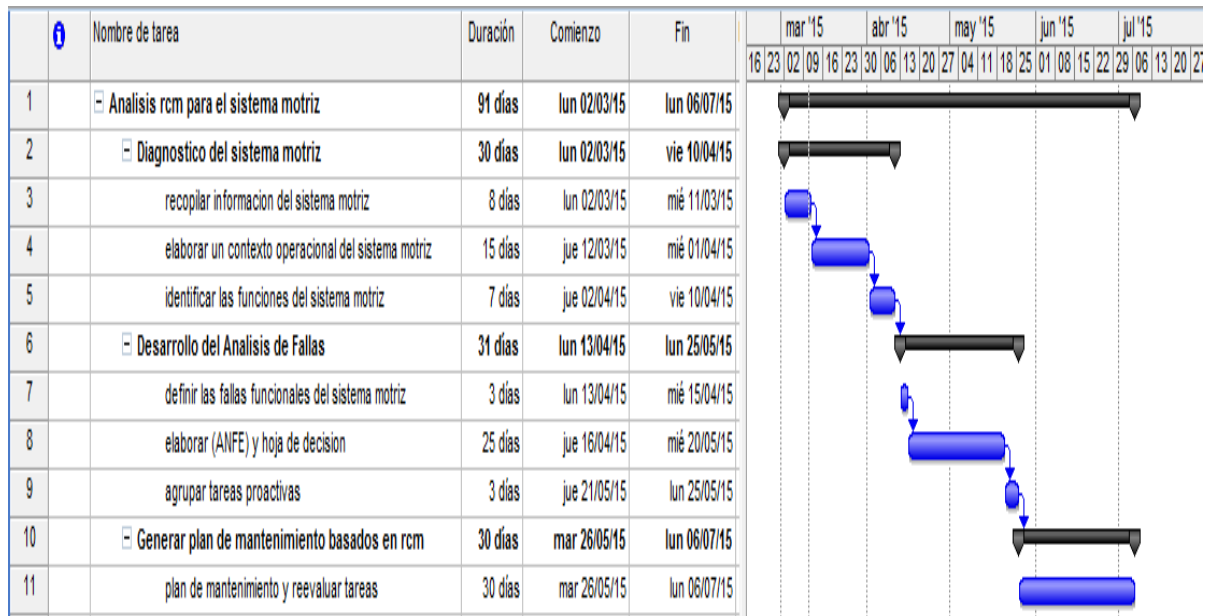 Nombre de tarea Duración Comienzo Fin mar '15 abr '15 may '15 jun '15 jul '15
16 23 02 09 16 23 30 06 13 20 27 04 11 18 25 01 08 15 22 29 06 13 20 27
1 Analisis rcm para el sistema motriz 91 días lun 02/03/15 lun 06/07/15
2 Diagnostico del sistema motriz 30 días lun 02/03/15 vie 10/04/15
3 recopilar informacion del sistema motriz 8 días lun 02/03/15 mié 11/03/15
4 elaborar un contexto operacional del sistema motriz 15 días jue 12/03/15 mié 01/04/15
5 identificar las funciones del sistema motriz 7 días jue 02/04/15 vie 10/04/15
6 Desarrollo del Analisis de Fallas 31 días lun 13/04/15 lun 25/05/15
7 definir las fallas funcionales del sistema motriz 3 días lun 13/04/15 mié 15/04/15
8 elaborar (ANFE) y hoja de decision 25 días jue 16/04/15 mié 20/05/15
9 agrupar tareas proactivas 3 días jue 21/05/15 lun 25/05/15
10 Generar plan de mantenimiento basados en rcm 30 días mar 26/05/15 lun 06/07/15
11 plan de mantenimiento y reevaluar tareas 30 días mar 26/05/15 lun 06/07/15